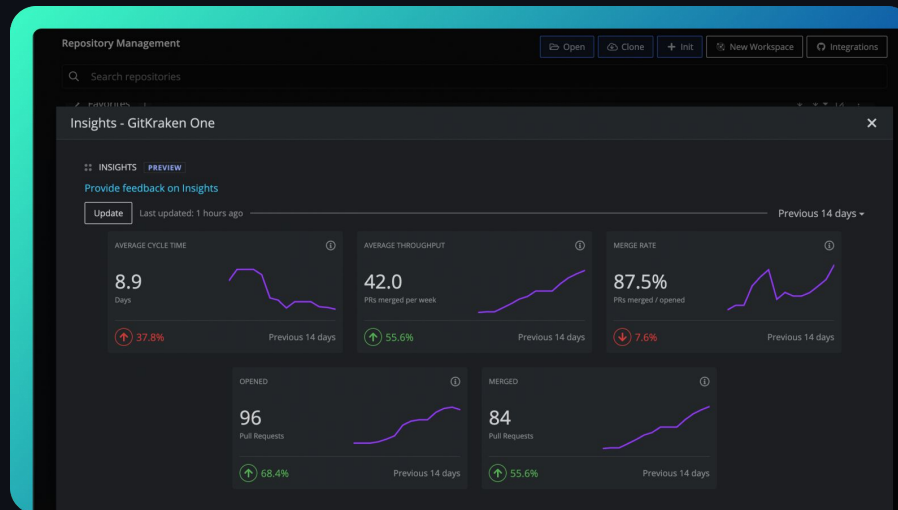 Repository Management
Open
Clone
Init
New Workspace
Integrations
Search repositories
Favorites
Insights - GitKraken One
INSIGHTS PREVIEW
Provide feedback on Insights
Update
Last updated: 1 hours ago
Previous 14 days
AVERAGE CYCLE TIME
8.9
Days
37.8%
Previous 14 days
AVERAGE THROUGHPUT
42.0
PRs merged per week
55.6%
Previous 14 days
MERGE RATE
87.5%
PRs merged / opened
7.6%
Previous 14 days
OPENED
96
Pull Requests
68.4%
Previous 14 days
MERGED
84
Pull Requests
55.6%
Previous 14 days